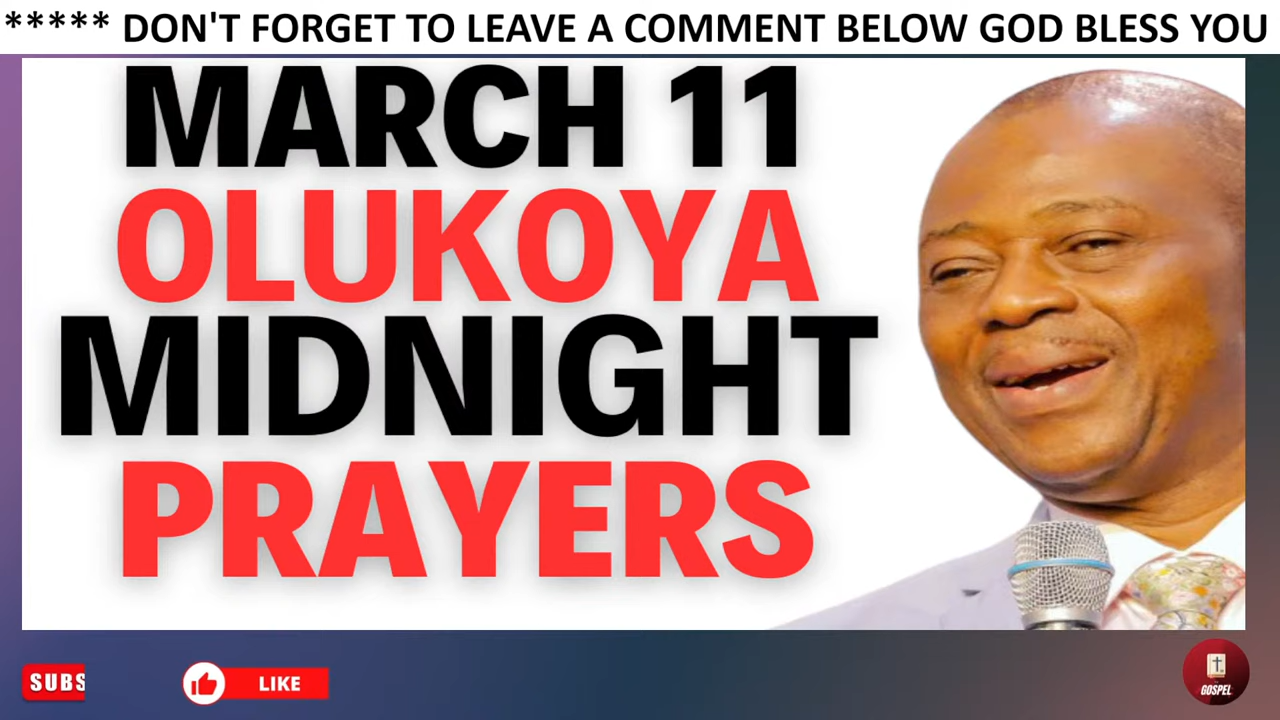 ***** DON'T FORGET TO LEAVE A COMMENT BELOW GOD BLESS YOU
MARCH 11
OLUKOYA
MIDNIGHT
PRAYERS
SUBS
LIKE
GOSPEL